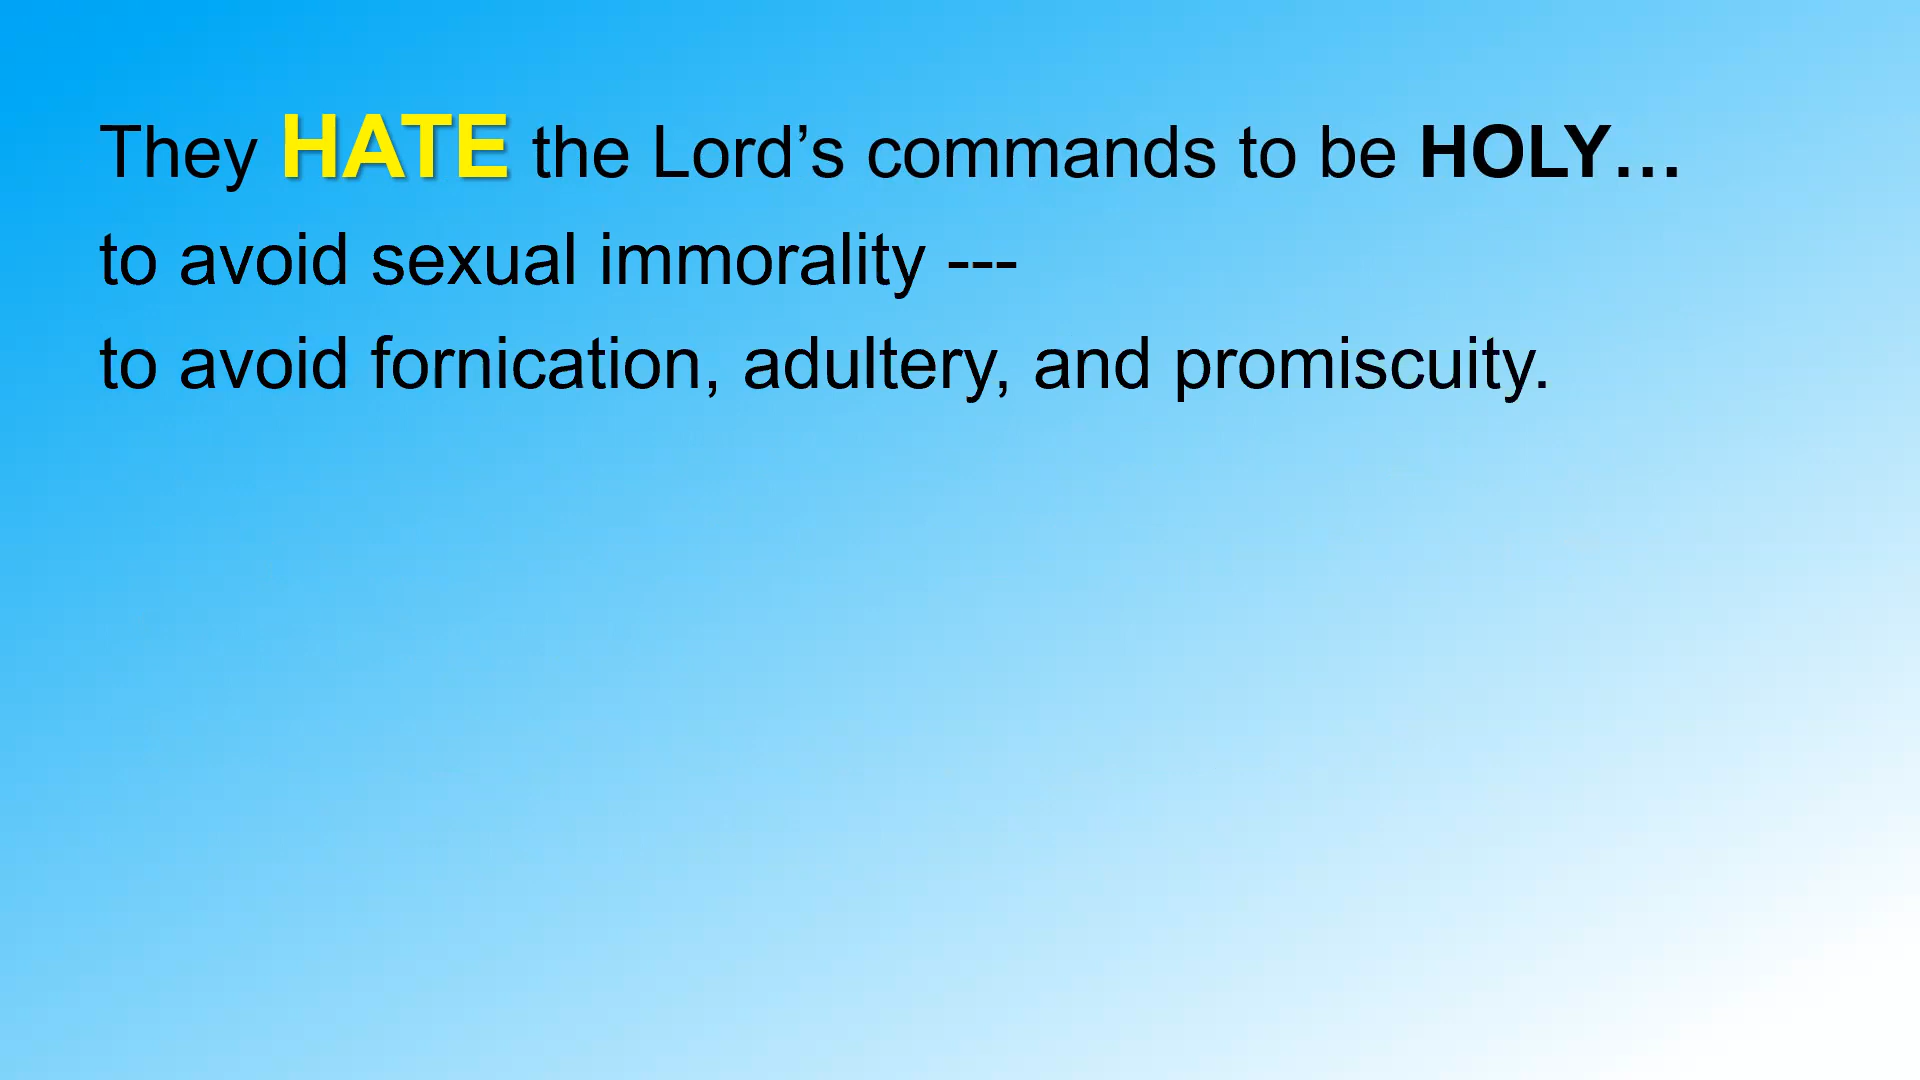 They HATE the Lord’s commands to be HOLY…
to avoid sexual immorality ---
to avoid fornication, adultery, and promiscuity.